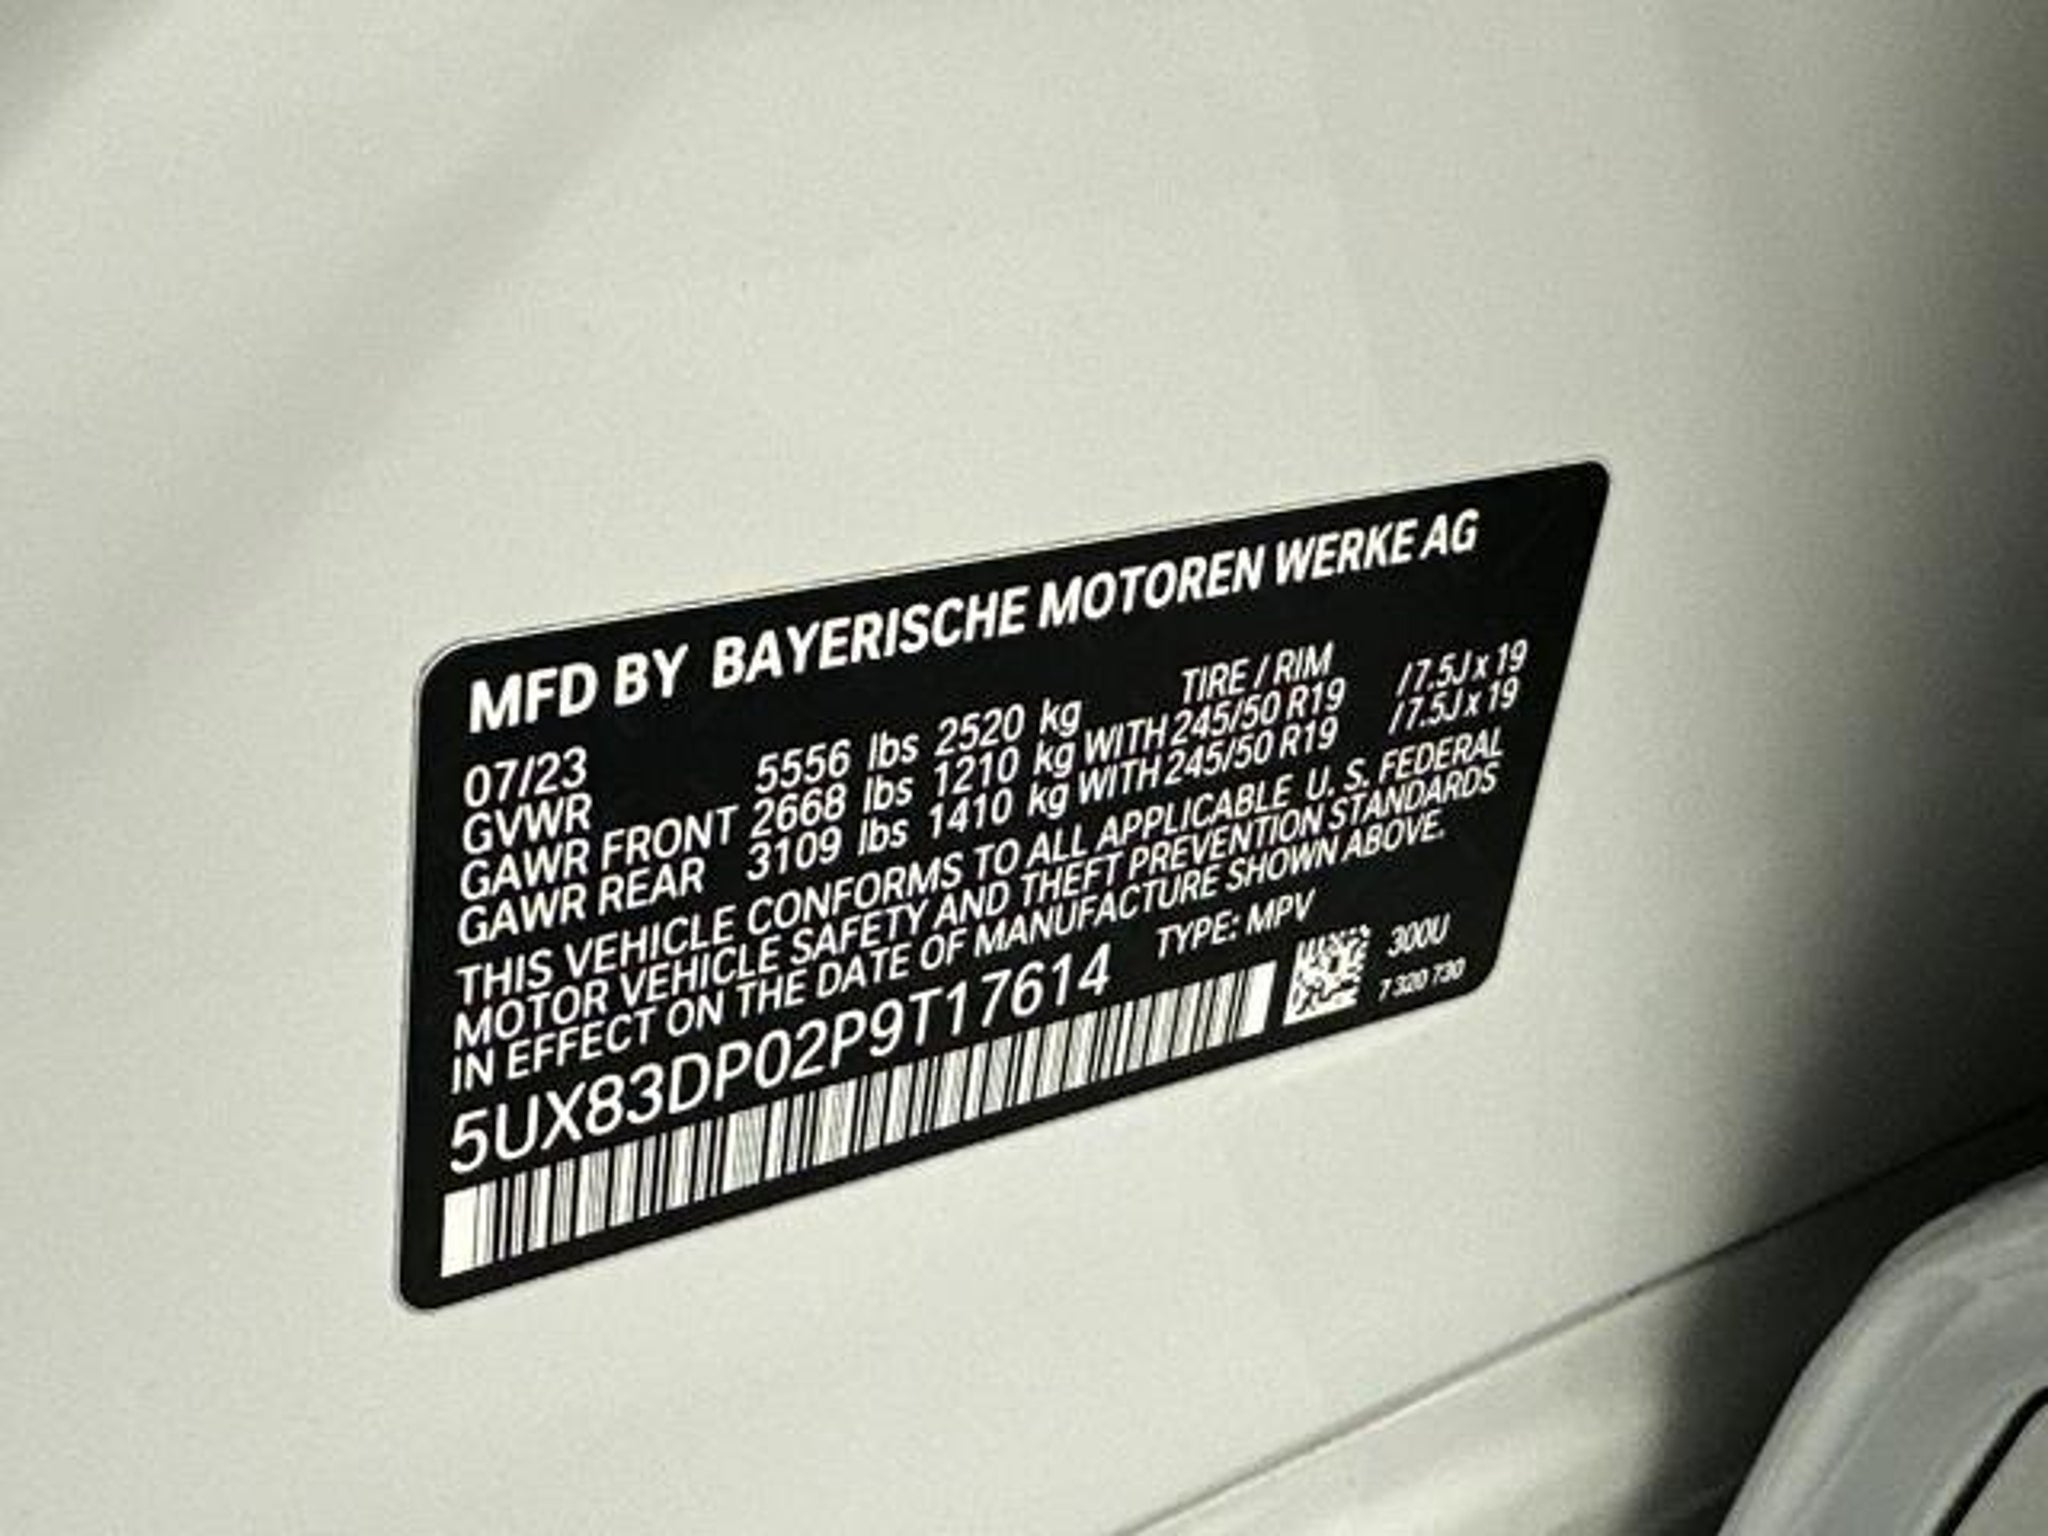 MFD BY BAYERISCHE MOTOREN WERKE AG
07/23 TIRE / RIM
GVWR 5556 lbs 2520 kg
GAWR FRONT 2668 lbs 1210 kg WITH 245/50 R19 / 7.5J x 19
GAWR REAR 3109 lbs 1410 kg WITH 245/50 R19 / 7.5J x 19
THIS VEHICLE CONFORMS TO ALL APPLICABLE U. S. FEDERAL
MOTOR VEHICLE SAFETY AND THEFT PREVENTION STANDARDS
IN EFFECT ON THE DATE OF MANUFACTURE SHOWN ABOVE.
5UX83DP02P9T17614 TYPE: MPV
300U
7 320 730